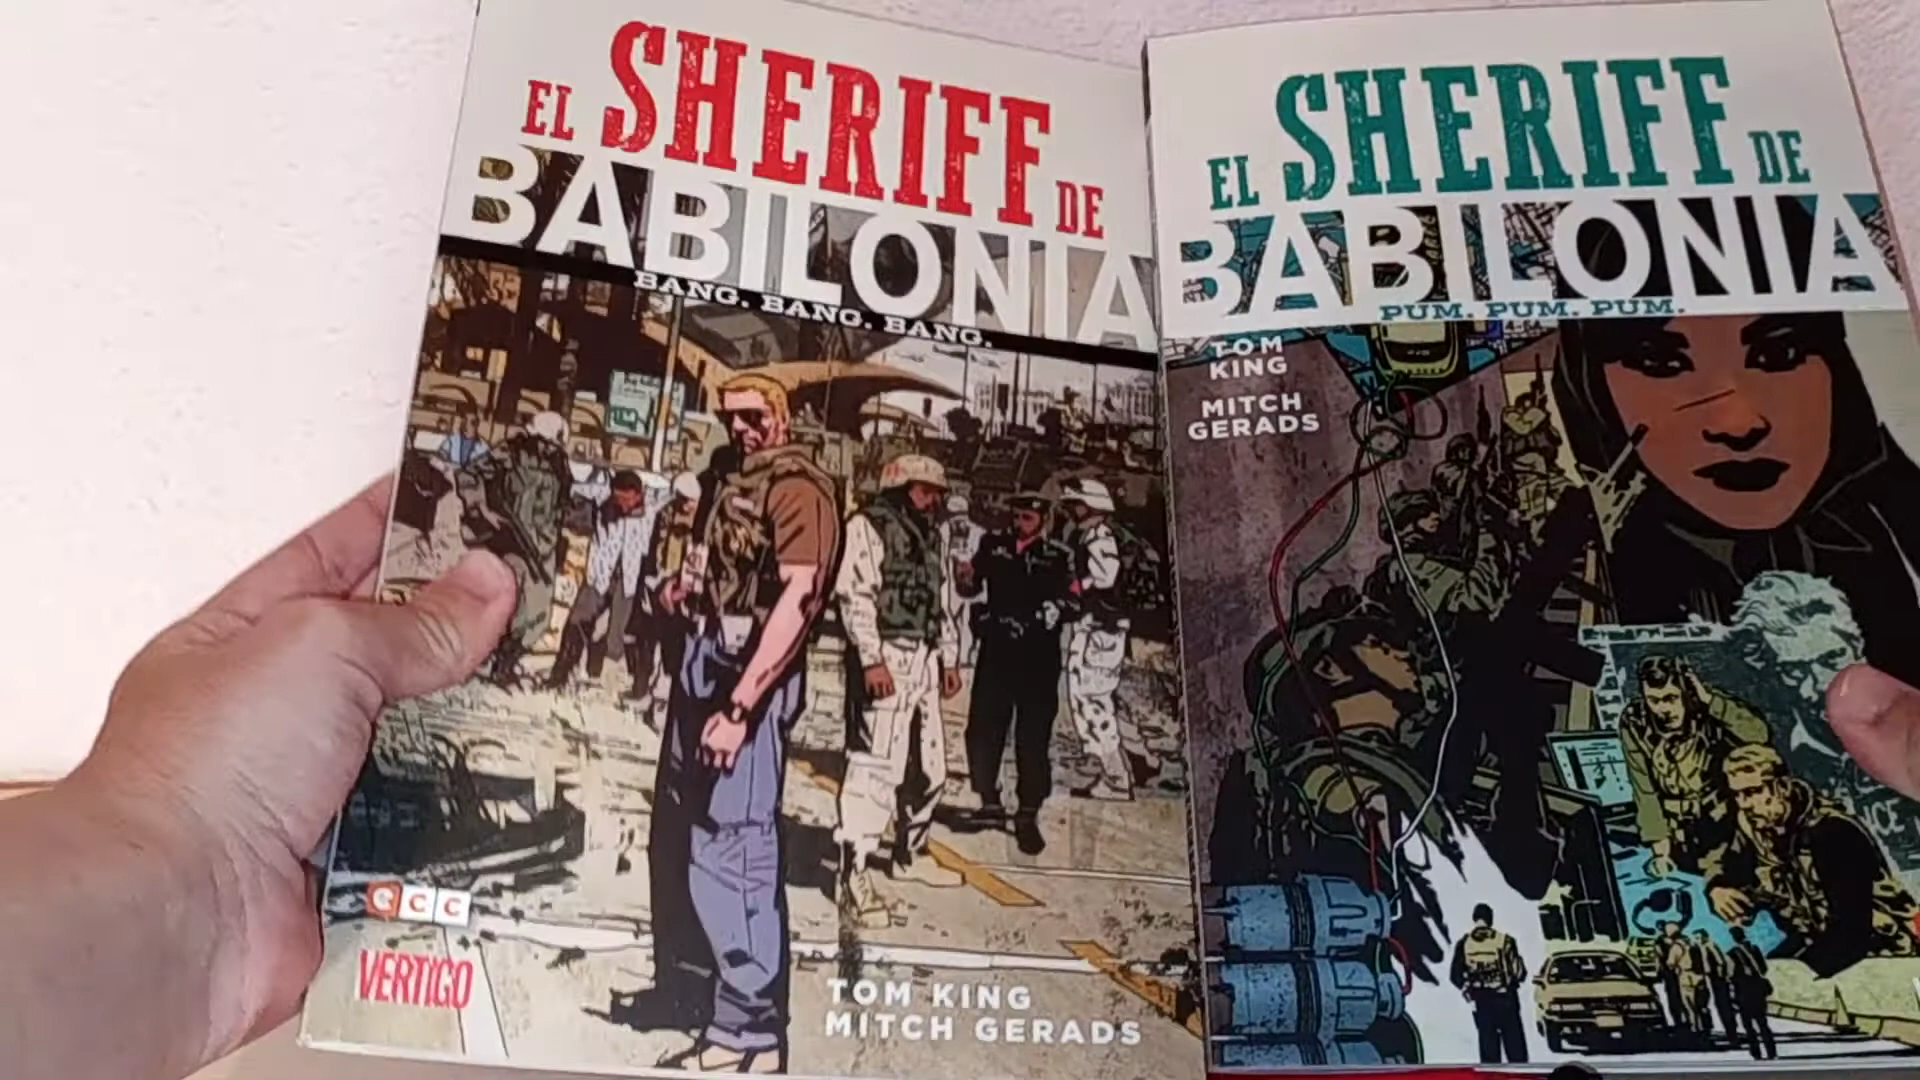 EL SHERIFF DE
BABILONIA
BANG. BANG. BANG.
ecc
VERTIGO
TOM KING
MITCH GERADS
EL SHERIFF DE
BABILONIA
PUM. PUM. PUM.
TOM
KING
MITCH
GERADS